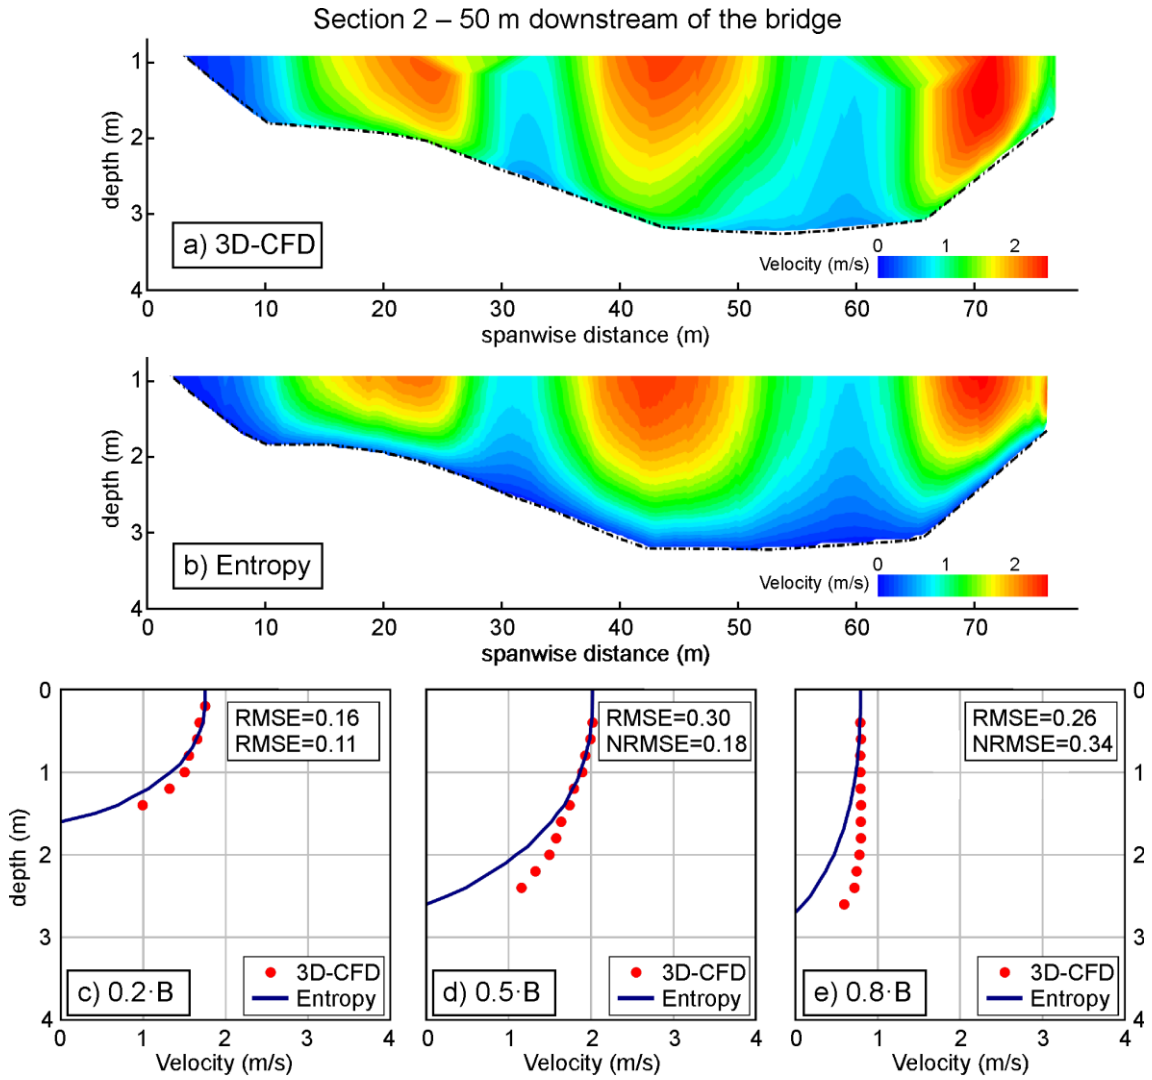 Section 2 – 50 m downstream of the bridge
1
2
3
4
depth (m)
a) 3D-CFD
0 1 2
Velocity (m/s)
0 10 20 30 40 50 60 70
spanwise distance (m)
1
2
3
4
depth (m)
b) Entropy
0 1 2
Velocity (m/s)
0 10 20 30 40 50 60 70
spanwise distance (m)
0
1
2
3
4
depth (m)
RMSE=0.16
RMSE=0.11
3D-CFD
Entropy
c) 0.2·B
0 1 2 3 4
Velocity (m/s)
RMSE=0.30
NRMSE=0.18
3D-CFD
Entropy
d) 0.5·B
0 1 2 3 4
Velocity (m/s)
RMSE=0.26
NRMSE=0.34
3D-CFD
Entropy
e) 0.8·B
0 1 2 3 4
Velocity (m/s)
0
1
2
3
4